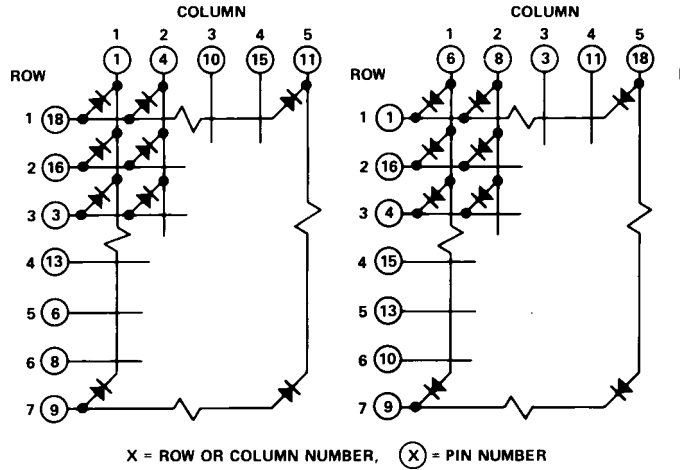 COLUMN COLUMN
1 2 3 4 5 1 2 3 4 5
1 4 10 15 11 6 8 3 11 18
ROW ROW
1 18 1 1
2 16 2 16
3 3 3 4
4 13 4 15
5 6 5 13
6 8 6 10
7 9 7 9
X = ROW OR COLUMN NUMBER, X = PIN NUMBER